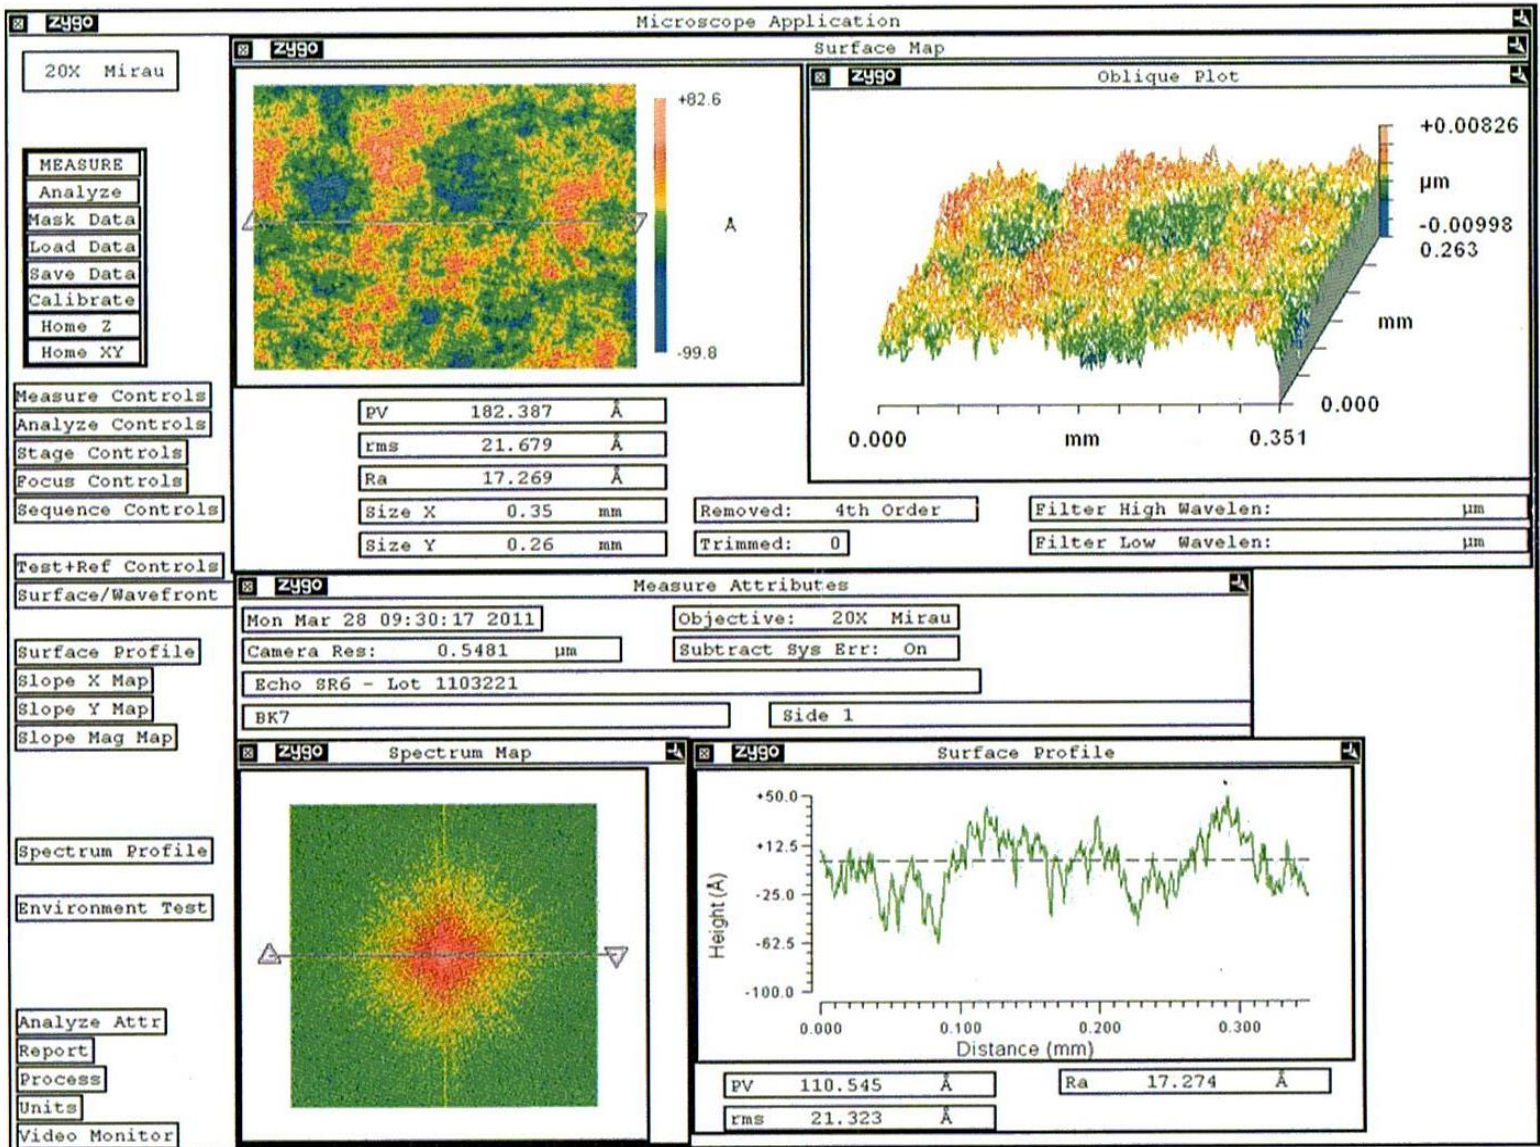 zygo Microscope Application
20X Mirau
MEASURE
Analyze
Mask Data
Load Data
Save Data
Calibrate
Home Z
Home XY
Measure Controls
Analyze Controls
Stage Controls
Focus Controls
Sequence Controls
Test+Ref Controls
Surface/Wavefront
Surface Profile
Slope X Map
Slope Y Map
Slope Mag Map
Spectrum Profile
Environment Test
Analyze Attr
Report
Process
Units
Video Monitor
zygo Surface Map
+82.6
Å
-99.8
PV 182.387 Å
rms 21.679 Å
Ra 17.269 Å
Size X 0.35 mm
Size Y 0.26 mm
Removed: 4th Order
Trimmed: 0
Filter High Wavelen: µm
Filter Low Wavelen: µm
zygo Oblique Plot
+0.00826
µm
-0.00998
0.263
mm
0.000
0.000 mm 0.351
zygo Measure Attributes
Mon Mar 28 09:30:17 2011
Objective: 20X Mirau
Camera Res: 0.5481 µm
Subtract Sys Err: On
Echo SR6 - Lot 1103221
BK7
Side 1
zygo Spectrum Map
zygo Surface Profile
+50.0
+12.5
-25.0
-62.5
-100.0
Height (Å)
0.000 0.100 0.200 0.300
Distance (mm)
PV 110.545 Å
Ra 17.274 Å
rms 21.323 Å